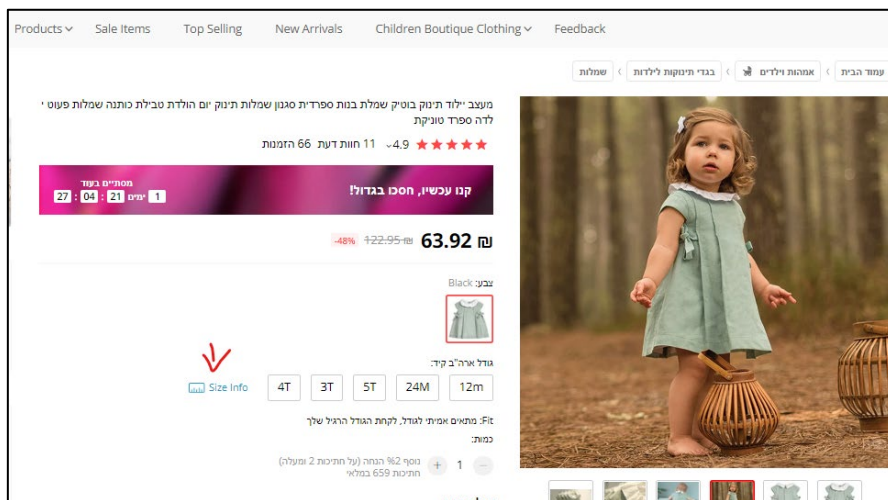 Products Sale Items Top Selling New Arrivals Children Boutique Clothing Feedback
עמוד הבית אמהות וילדים בגדי תינוקות לילדות שמלות
מעצב יילוד תינוק בוטיק שמלת בנות ספרדית סגנון שמלות תינוק יום הולדת טבילת כותנה שמלות פעוט י
לדה ספרד טוניקת
4.9 11 חוות דעת 66 הזמנות
קנו עכשיו, חסכו בגדול!
מסתיים בעוד
1 ימים 21 : 04 : 27
₪ 63.92 ₪ 122.95 -48%
צבע: Black
גודל ארה"ב קיד:
12m 24M 5T 3T 4T Size Info
Fit: מתאים אמיתי לגודל, לקחת הגודל הרגיל שלך
כמות:
1 + נוסף 2% הנחה (על חתיכות 2 ומעלה)
חתיכות 659 במלאי